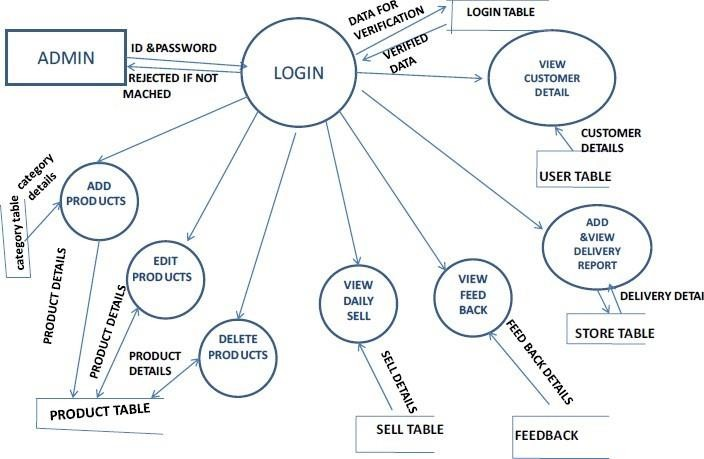 ADMIN
ID &PASSWORD
REJECTED IF NOT
MACHED
LOGIN
DATA FOR
VERIFICATION
VERIFIED
DATA
LOGIN TABLE
VIEW
CUSTOMER
DETAIL
CUSTOMER
DETAILS
USER TABLE
category table
category
details
ADD
PRODUCTS
PRODUCT DETAILS
EDIT
PRODUCTS
PRODUCT DETAILS
PRODUCT
DETAILS
DELETE
PRODUCTS
PRODUCT TABLE
VIEW
DAILY
SELL
SELL DETAILS
SELL TABLE
VIEW
FEED
BACK
FEED BACK DETAILS
FEEDBACK
ADD
&VIEW
DELIVERY
REPORT
DELIVERY DETAI
STORE TABLE